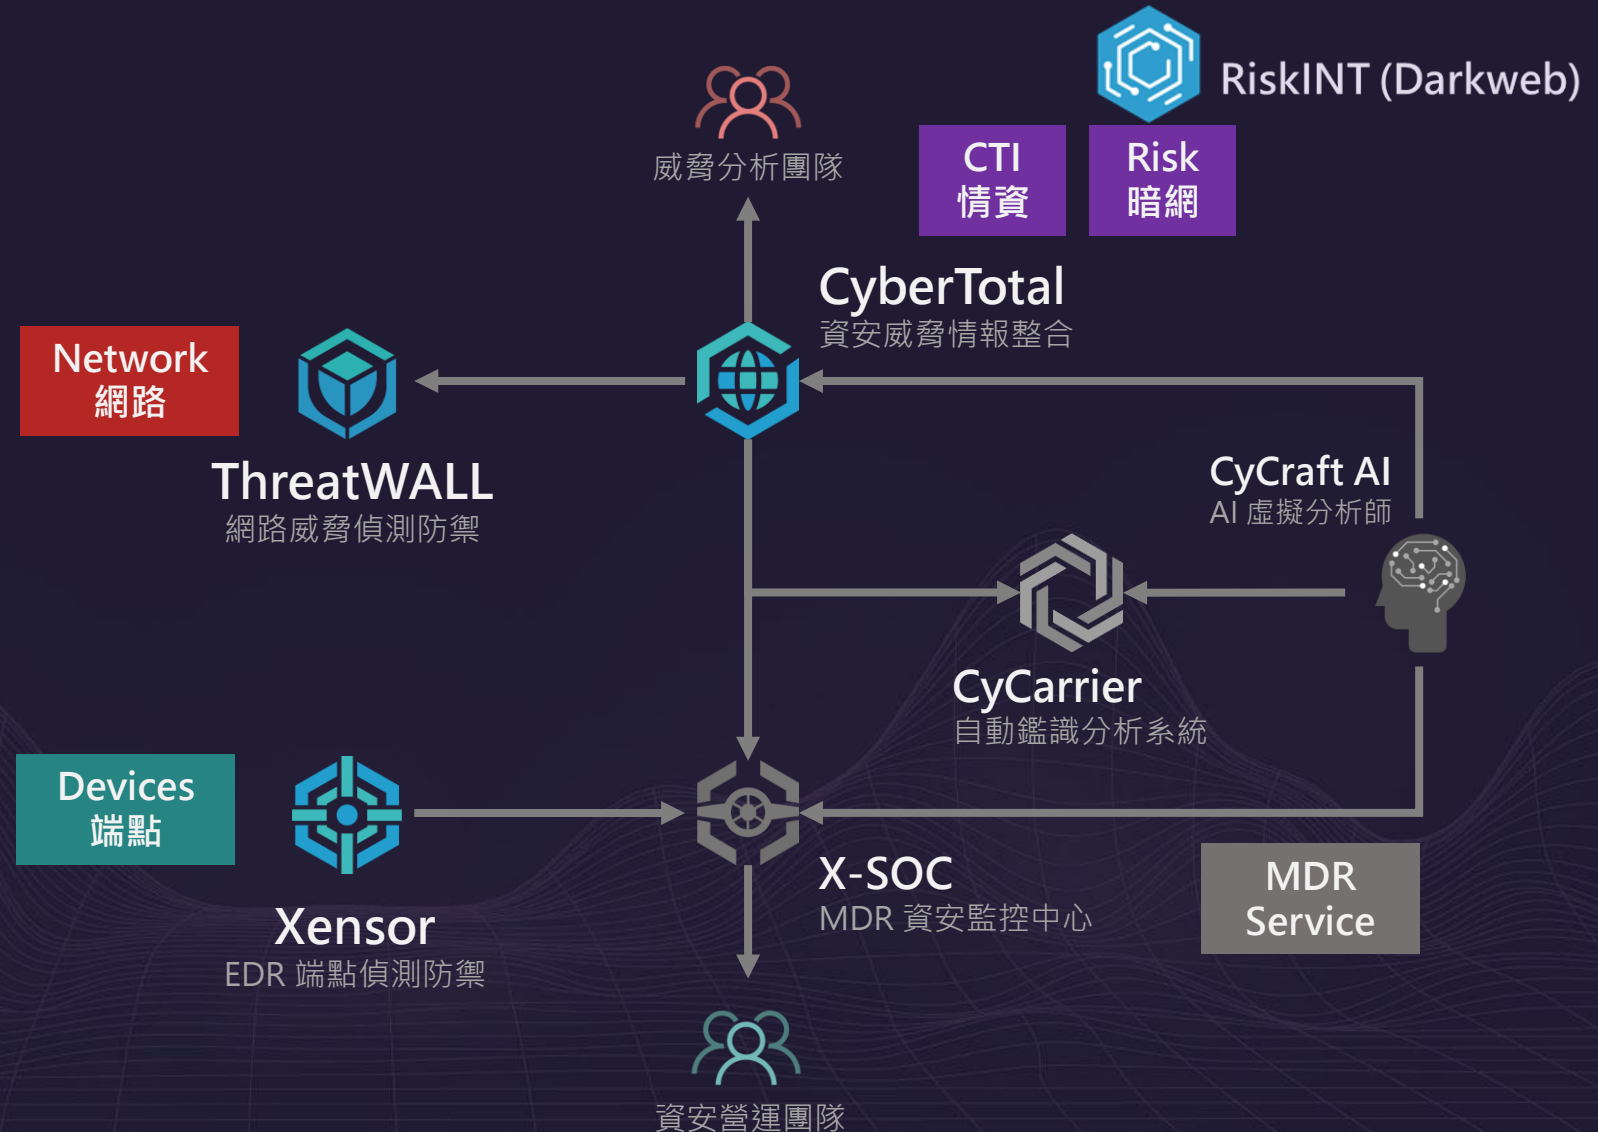 RiskINT (Darkweb)
威脅分析團隊
CTI
情資
Risk
暗網
CyberTotal
資安威脅情報整合
Network
網路
ThreatWALL
網路威脅偵測防禦
CyCraft AI
AI 虛擬分析師
CyCarrier
自動鑑識分析系統
Devices
端點
Xensor
EDR 端點偵測防禦
X-SOC
MDR 資安監控中心
MDR
Service
資安營運團隊